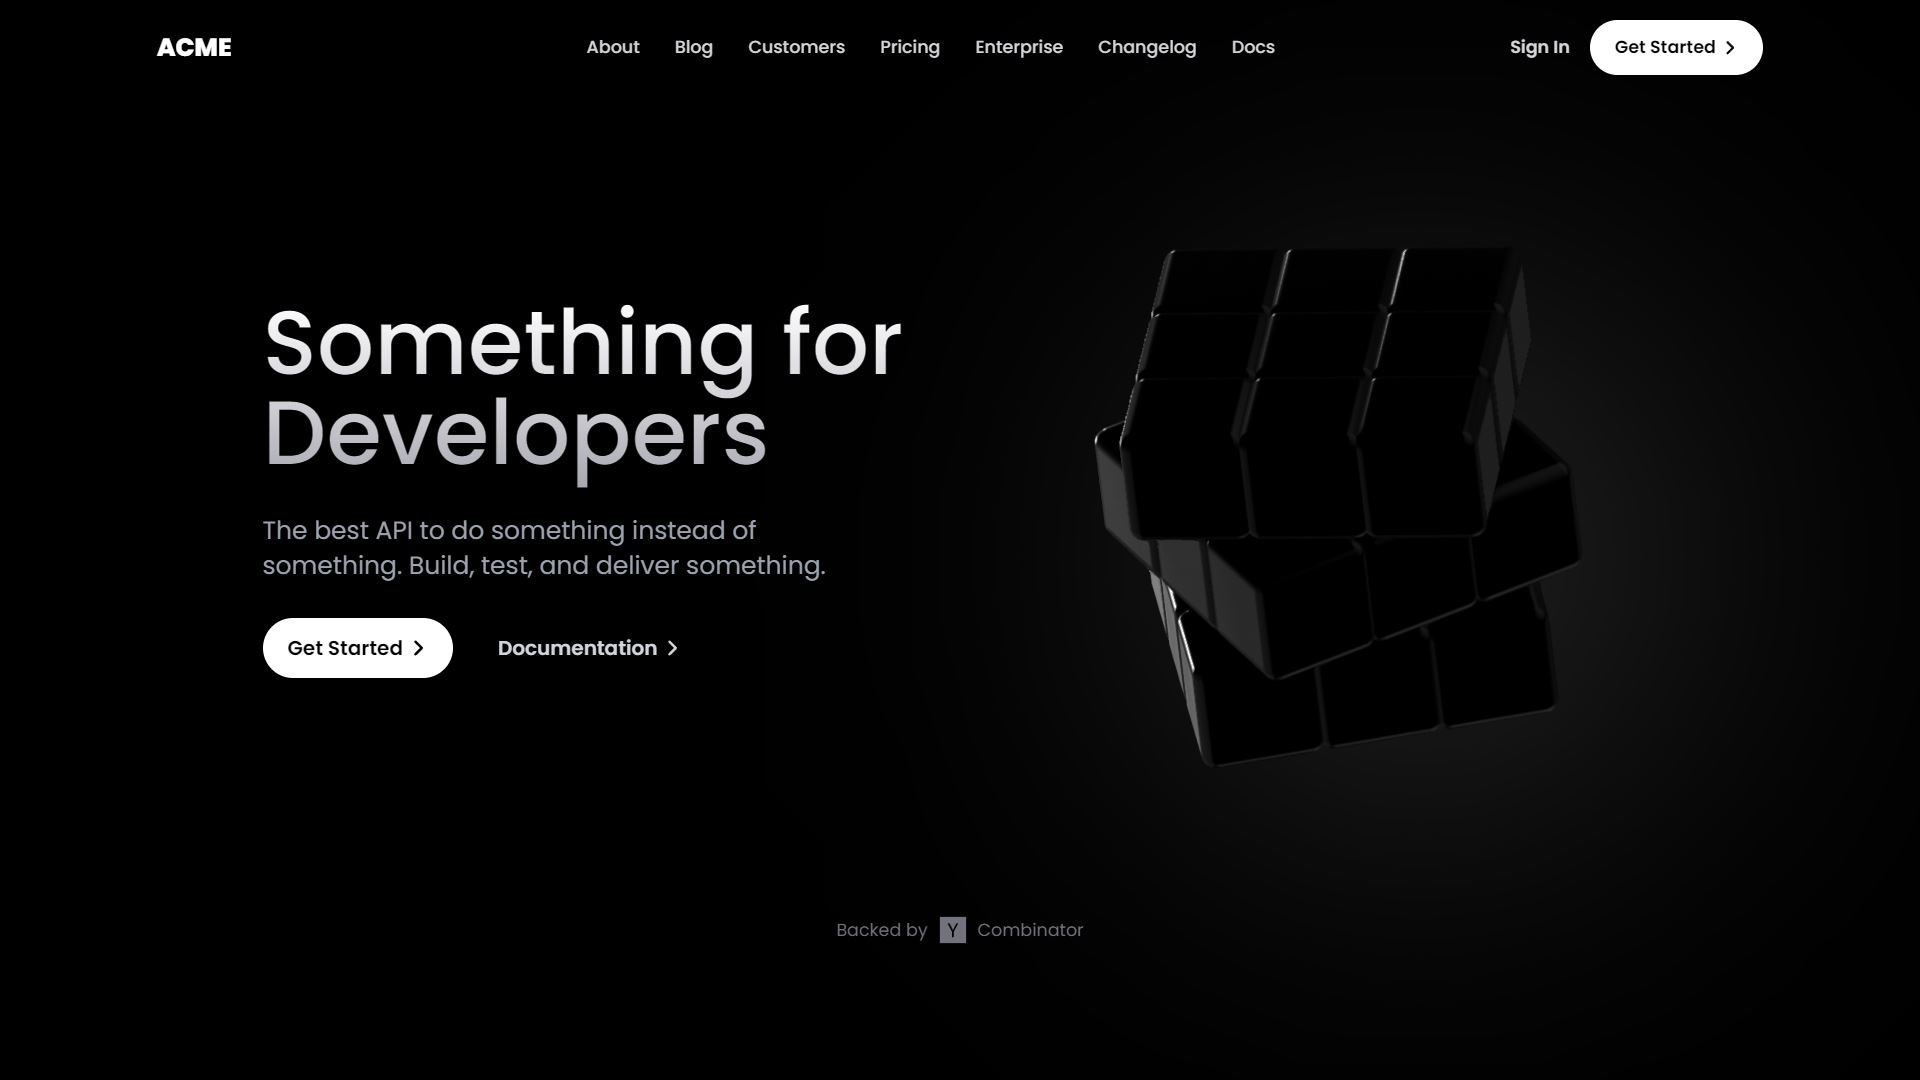 ACME
About Blog Customers Pricing Enterprise Changelog Docs
Sign In Get Started
Something for
Developers
The best API to do something instead of
something. Build, test, and deliver something.
Get Started Documentation
Backed by Y Combinator